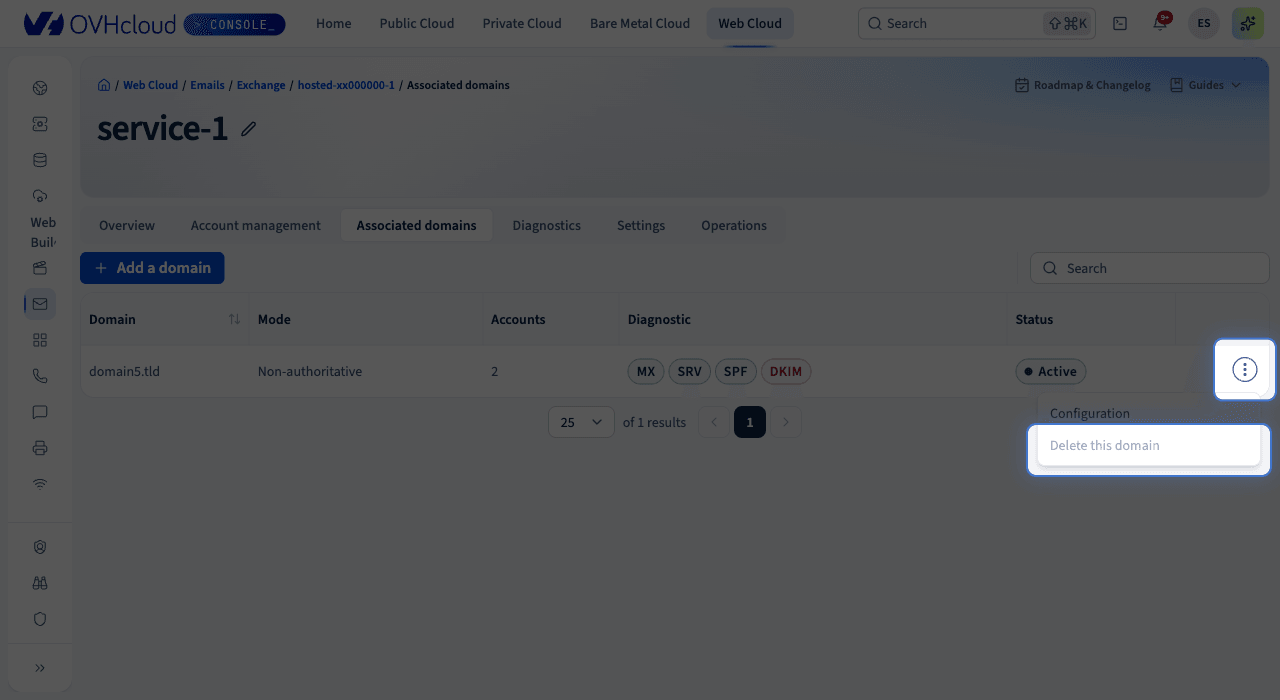 OVHcloud CONSOLE_ Home Public Cloud Private Cloud Bare Metal Cloud Web Cloud Search ⇧⌘K 9+ ES
/ Web Cloud / Emails / Exchange / hosted-xx000000-1 / Associated domains Roadmap & Changelog Guides
service-1
Web
Buil
Overview Account management Associated domains Diagnostics Settings Operations
+ Add a domain Search
Domain Mode Accounts Diagnostic Status
domain5.tld Non-authoritative 2 MX SRV SPF DKIM Active
Configuration
25 of 1 results 1
Delete this domain